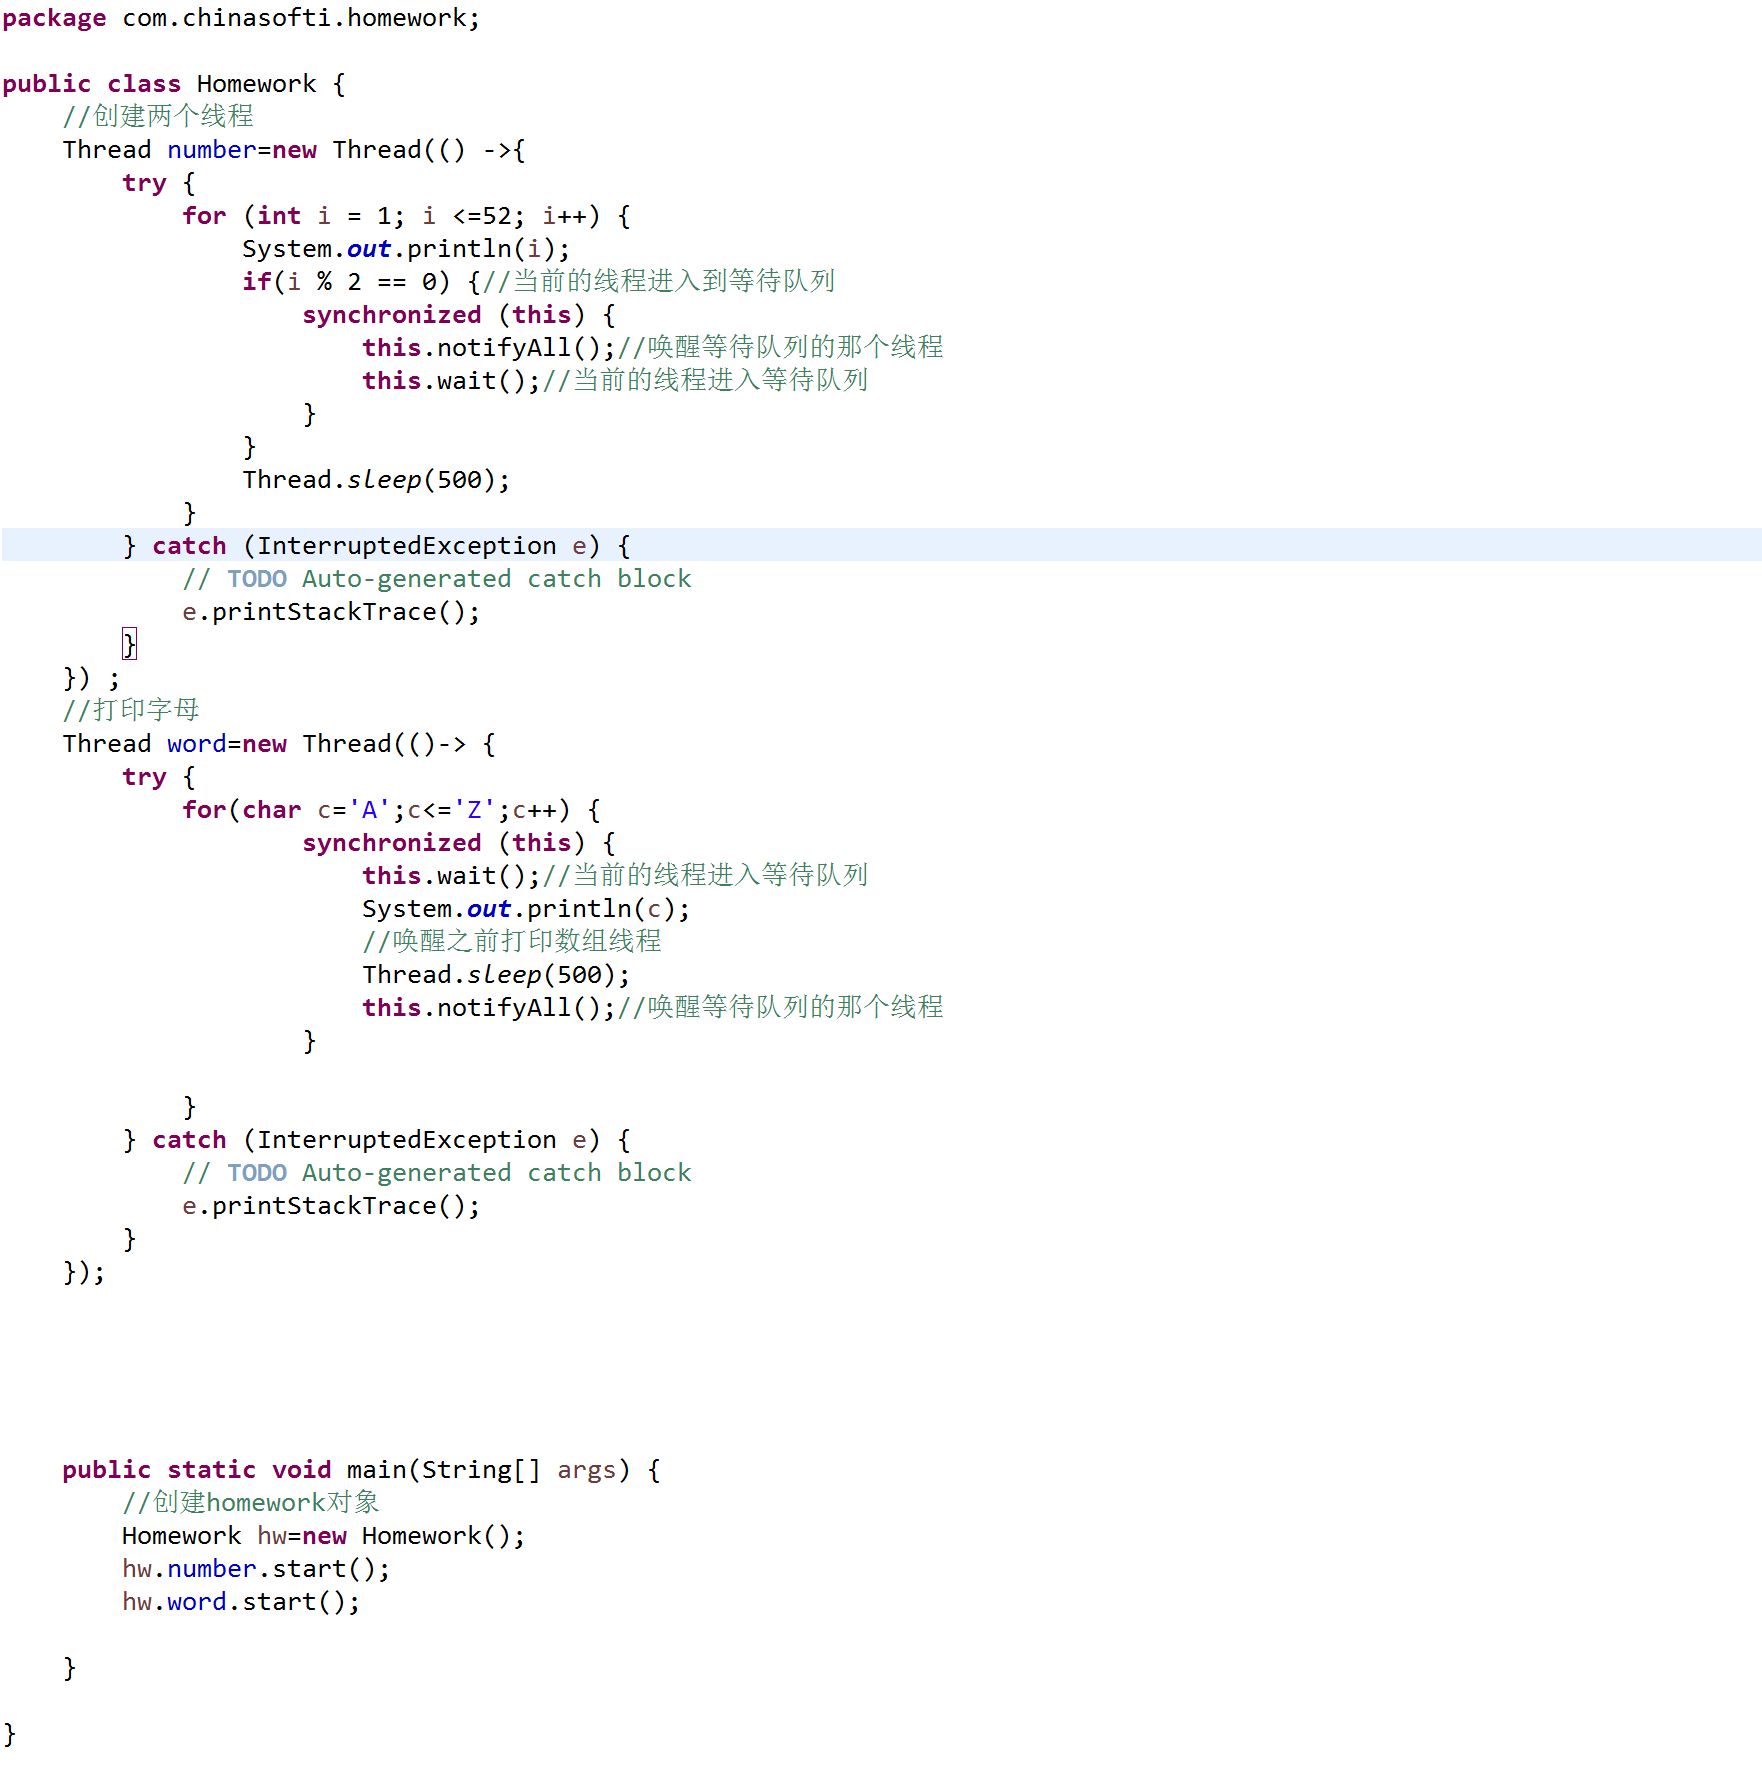 package com.chinasofti.homework;
public class Homework {
//创建两个线程
Thread number=new Thread(() ->{
try {
for (int i = 1; i <=52; i++) {
System.out.println(i);
if(i % 2 == 0) {//当前的线程进入到等待队列
synchronized (this) {
this.notifyAll();//唤醒等待队列的那个线程
this.wait();//当前的线程进入等待队列
}
}
Thread.sleep(500);
}
} catch (InterruptedException e) {
// TODO Auto-generated catch block
e.printStackTrace();
}
}) ;
//打印字母
Thread word=new Thread(()-> {
try {
for(char c='A';c<='Z';c++) {
synchronized (this) {
this.wait();//当前的线程进入等待队列
System.out.println(c);
//唤醒之前打印数组线程
Thread.sleep(500);
this.notifyAll();//唤醒等待队列的那个线程
}
}
} catch (InterruptedException e) {
// TODO Auto-generated catch block
e.printStackTrace();
}
});
public static void main(String[] args) {
//创建homework对象
Homework hw=new Homework();
hw.number.start();
hw.word.start();
}
}